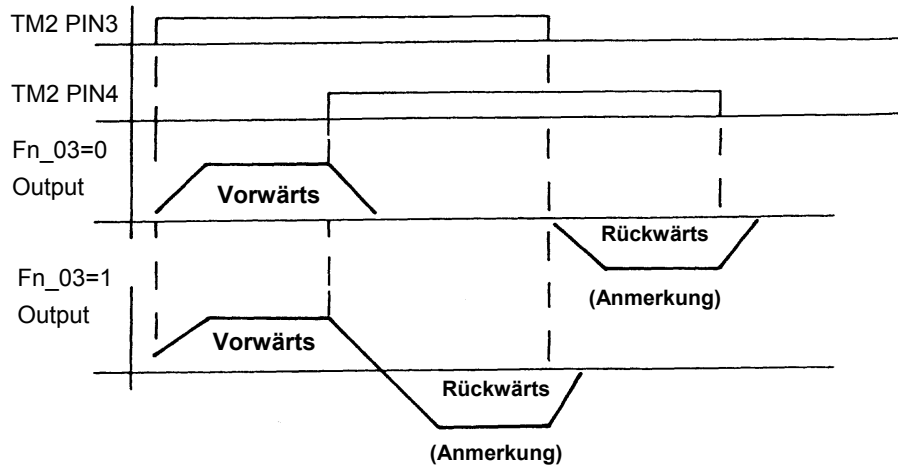 TM2 PIN3
TM2 PIN4
Fn_03=0
Output
Vorwärts
Rückwärts
(Anmerkung)
Fn_03=1
Output
Vorwärts
Rückwärts
(Anmerkung)